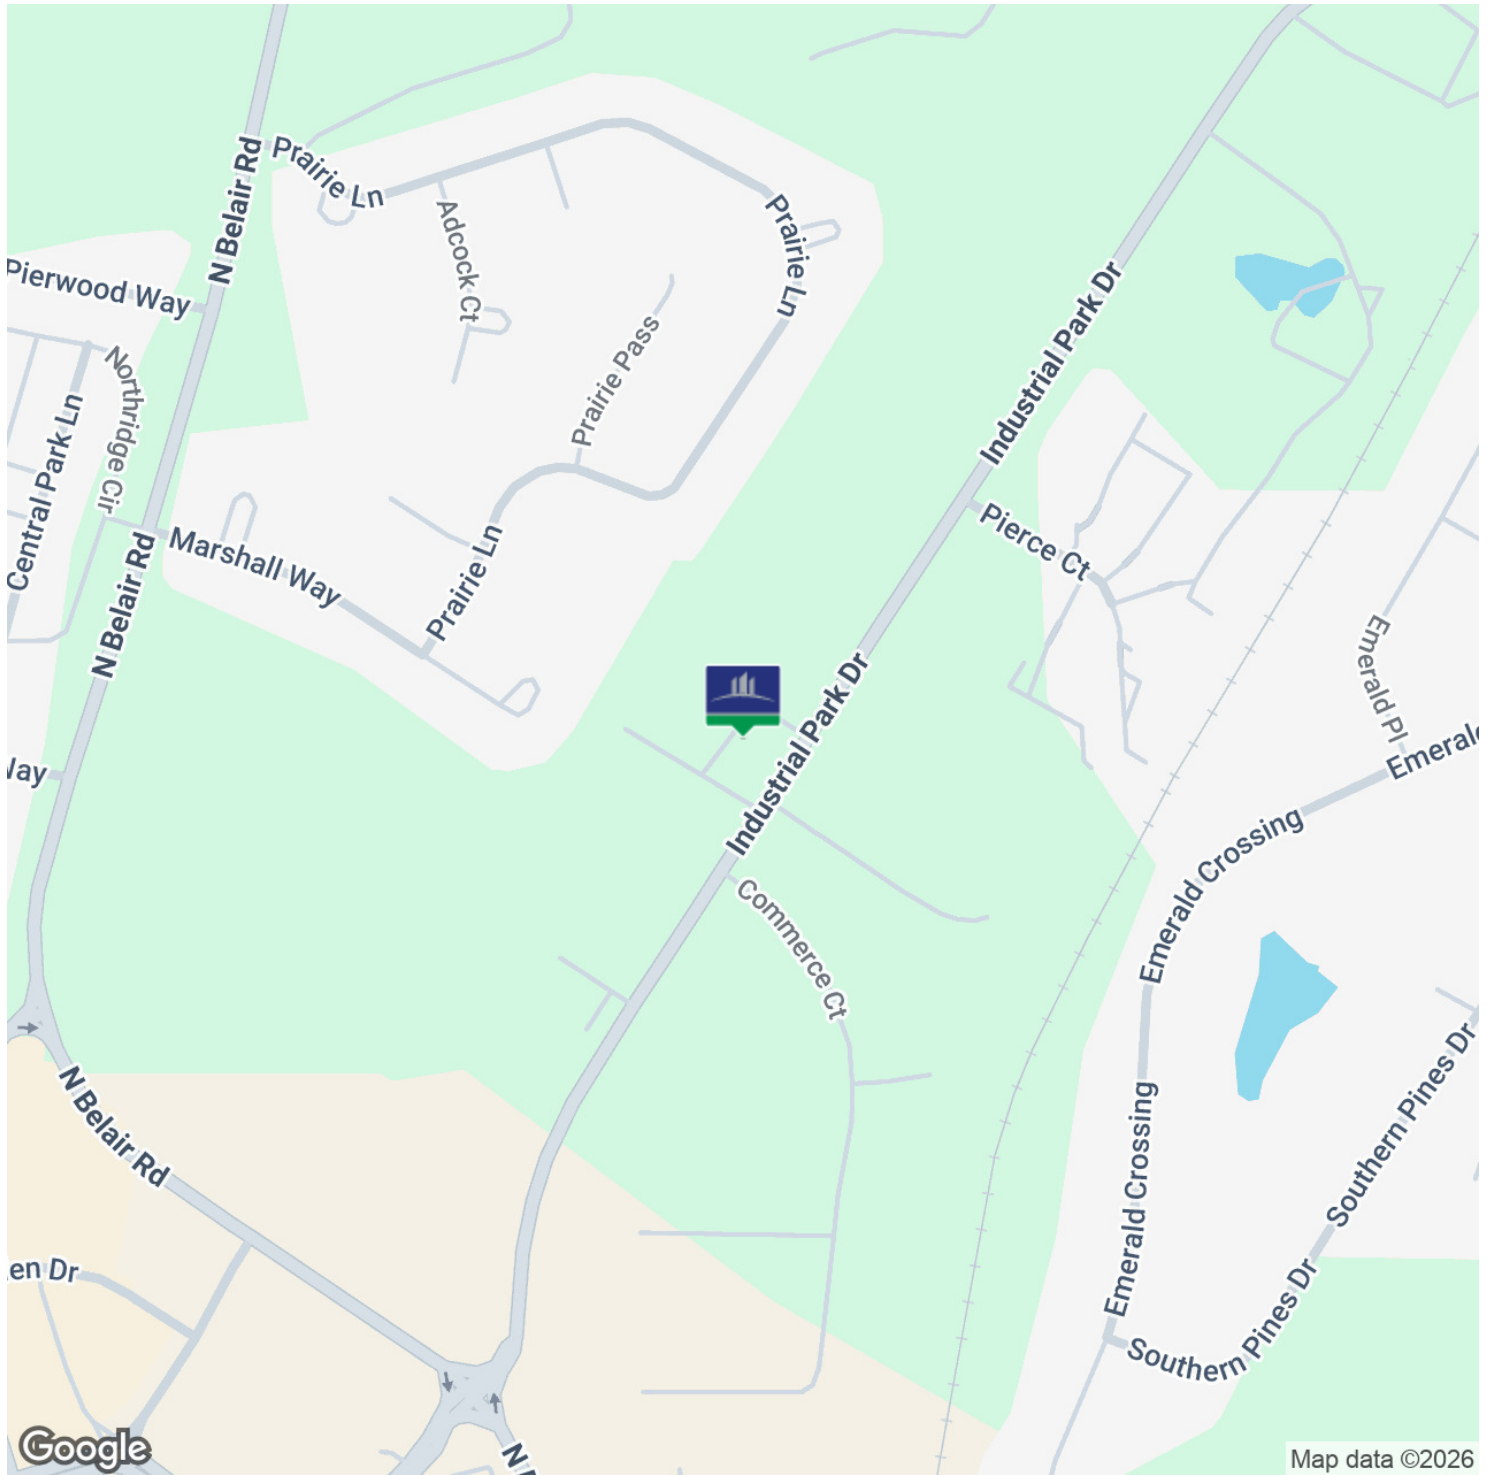 N Belair Rd
Prairie Ln
Adcock Ct
Prairie Ln
Pierwood Way
Northridge Cir
Central Park Ln
Prairie Pass
Industrial Park Dr
Marshall Way
Prairie Ln
N Belair Rd
Pierce Ct
Emerald Pl
Industrial Park Dr
Emerald Crossing
Commerce Ct
Emerald Crossing
N Belair Rd
Southern Pines Dr
Emerald Crossing
en Dr
Southern Pines Dr
Google
Map data ©2026